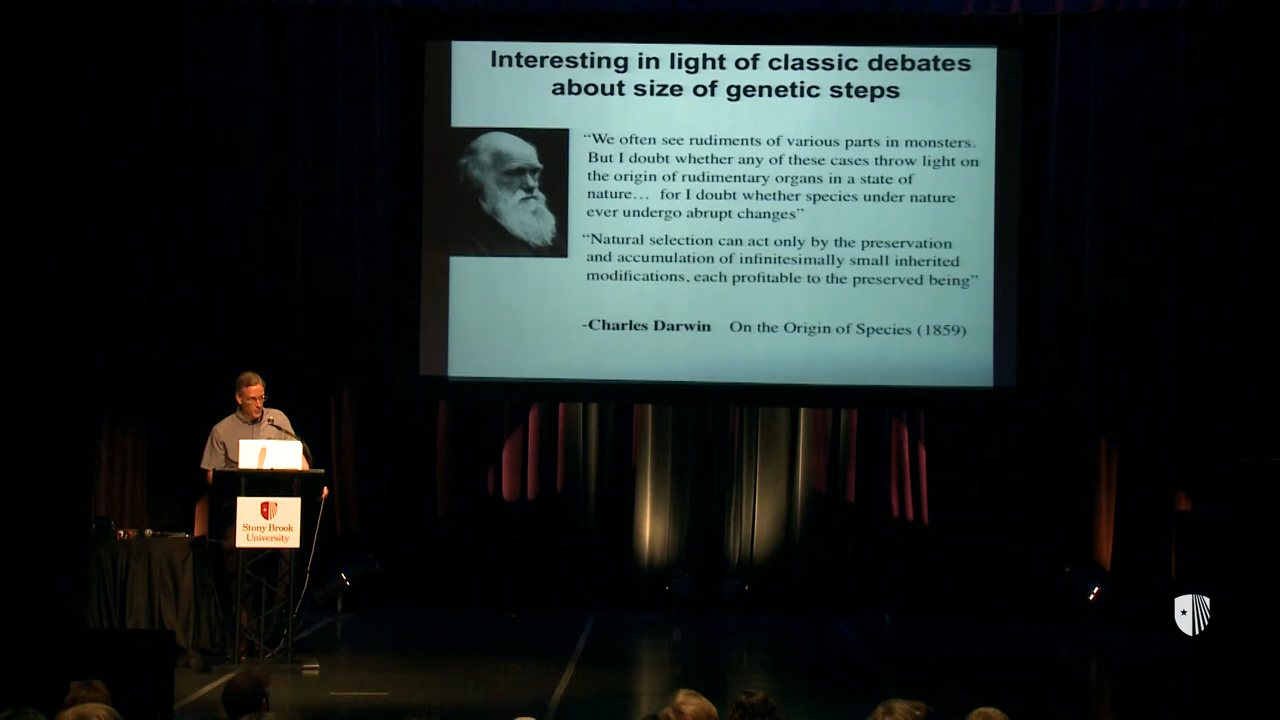 Interesting in light of classic debates
about size of genetic steps
“We often see rudiments of various parts in monsters.
But I doubt whether any of these cases throw light on
the origin of rudimentary organs in a state of
nature… for I doubt whether species under nature
ever undergo abrupt changes”
“Natural selection can act only by the preservation
and accumulation of infinitesimally small inherited
modifications, each profitable to the preserved being”
-Charles Darwin On the Origin of Species (1859)
Stony Brook
University